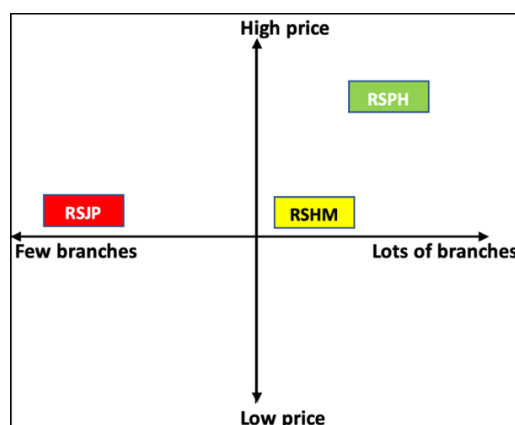 High price
RSPH
RSJP
RSHM
Few branches
Lots of branches
Low price